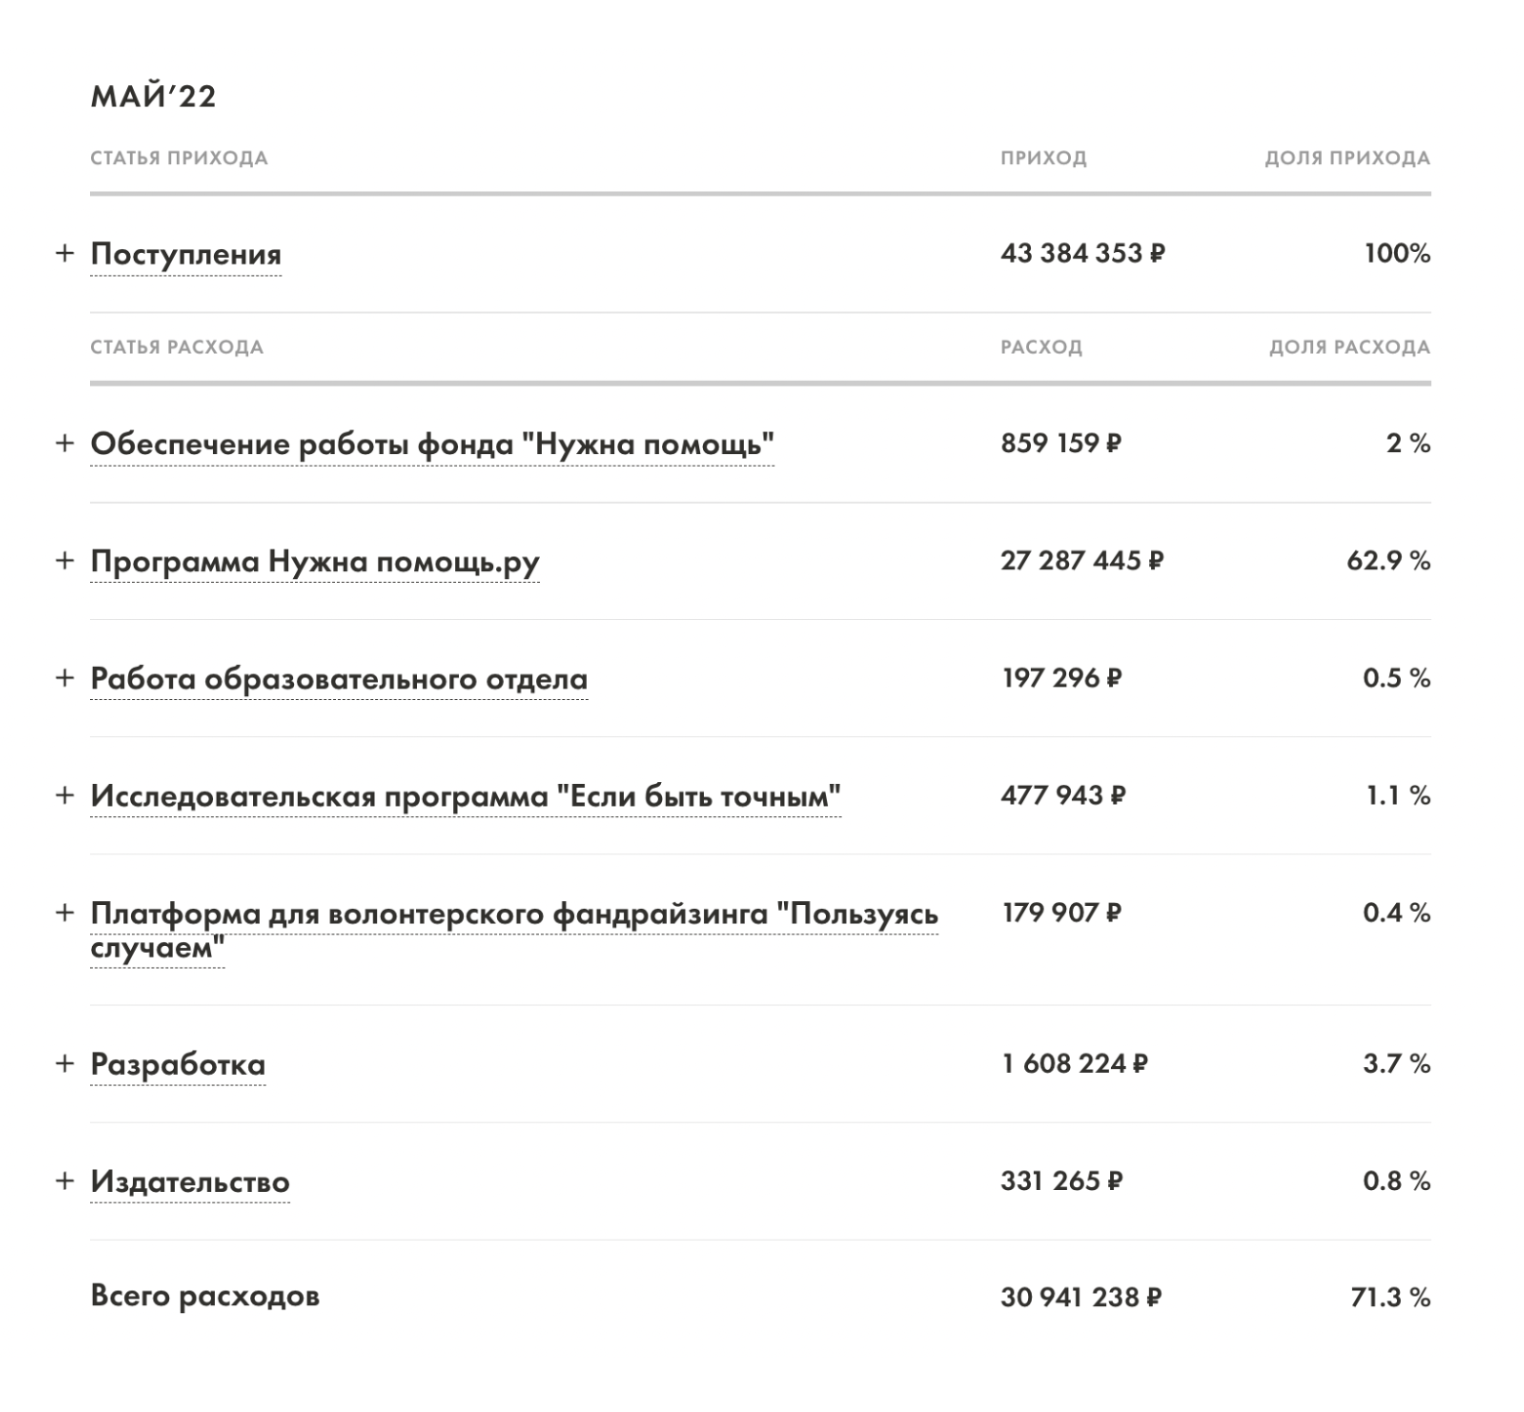 МАЙ’22
СТАТЬЯ ПРИХОДА ПРИХОД ДОЛЯ ПРИХОДА
+ Поступления 43 384 353 ₽ 100%
СТАТЬЯ РАСХОДА РАСХОД ДОЛЯ РАСХОДА
+ Обеспечение работы фонда "Нужна помощь" 859 159 ₽ 2 %
+ Программа Нужна помощь.ру 27 287 445 ₽ 62.9 %
+ Работа образовательного отдела 197 296 ₽ 0.5 %
+ Исследовательская программа "Если быть точным" 477 943 ₽ 1.1 %
+ Платформа для волонтерского фандрайзинга "Пользуясь 179 907 ₽ 0.4 %
случаем"
+ Разработка 1 608 224 ₽ 3.7 %
+ Издательство 331 265 ₽ 0.8 %
Всего расходов 30 941 238 ₽ 71.3 %